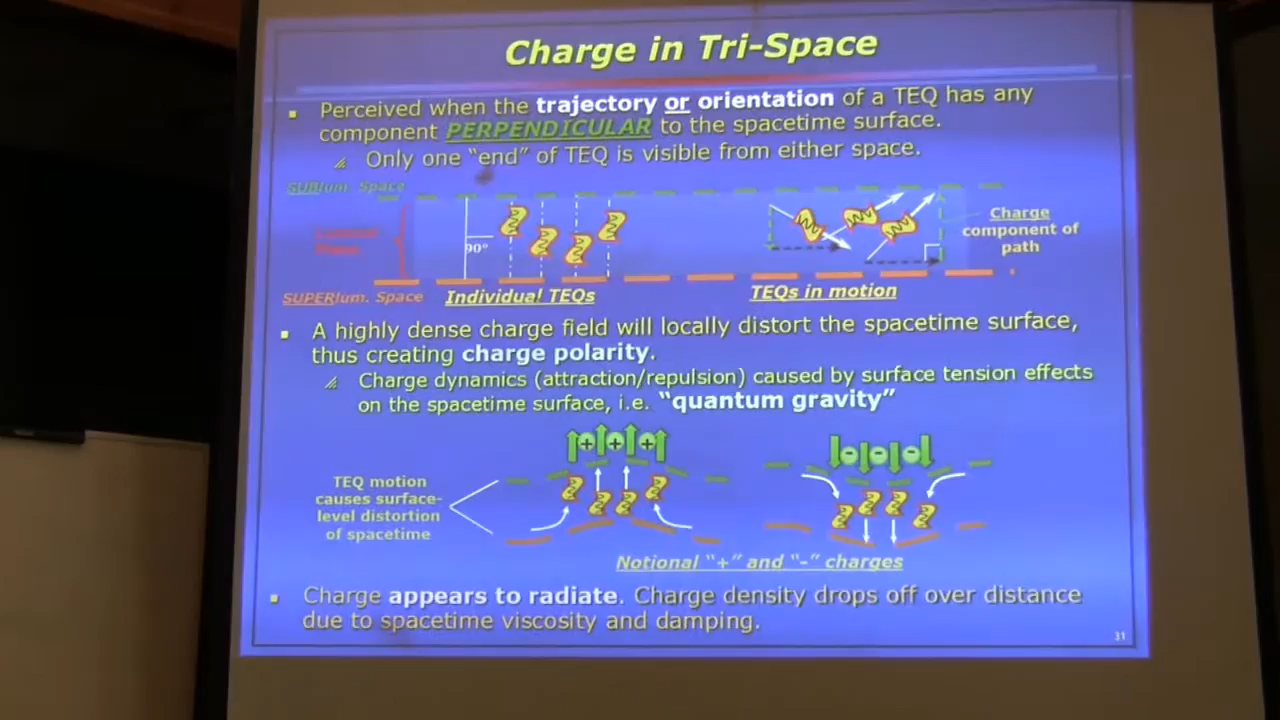 Charge in Tri-Space
▪ Perceived when the trajectory or orientation of a TEQ has any
component PERPENDICULAR to the spacetime surface.
Only one “end” of TEQ is visible from either space.
SUBlum. Space
90°
Charge
component of
path
SUPERlum. Space
Individual TEQs
TEQs in motion
▪ A highly dense charge field will locally distort the spacetime surface,
thus creating charge polarity.
Charge dynamics (attraction/repulsion) caused by surface tension effects
on the spacetime surface, i.e. “quantum gravity”
+ + +
- - -
TEQ motion
causes surface-
level distortion
of spacetime
Notional “+” and “-” charges
▪ Charge appears to radiate. Charge density drops off over distance
due to spacetime viscosity and damping.
31